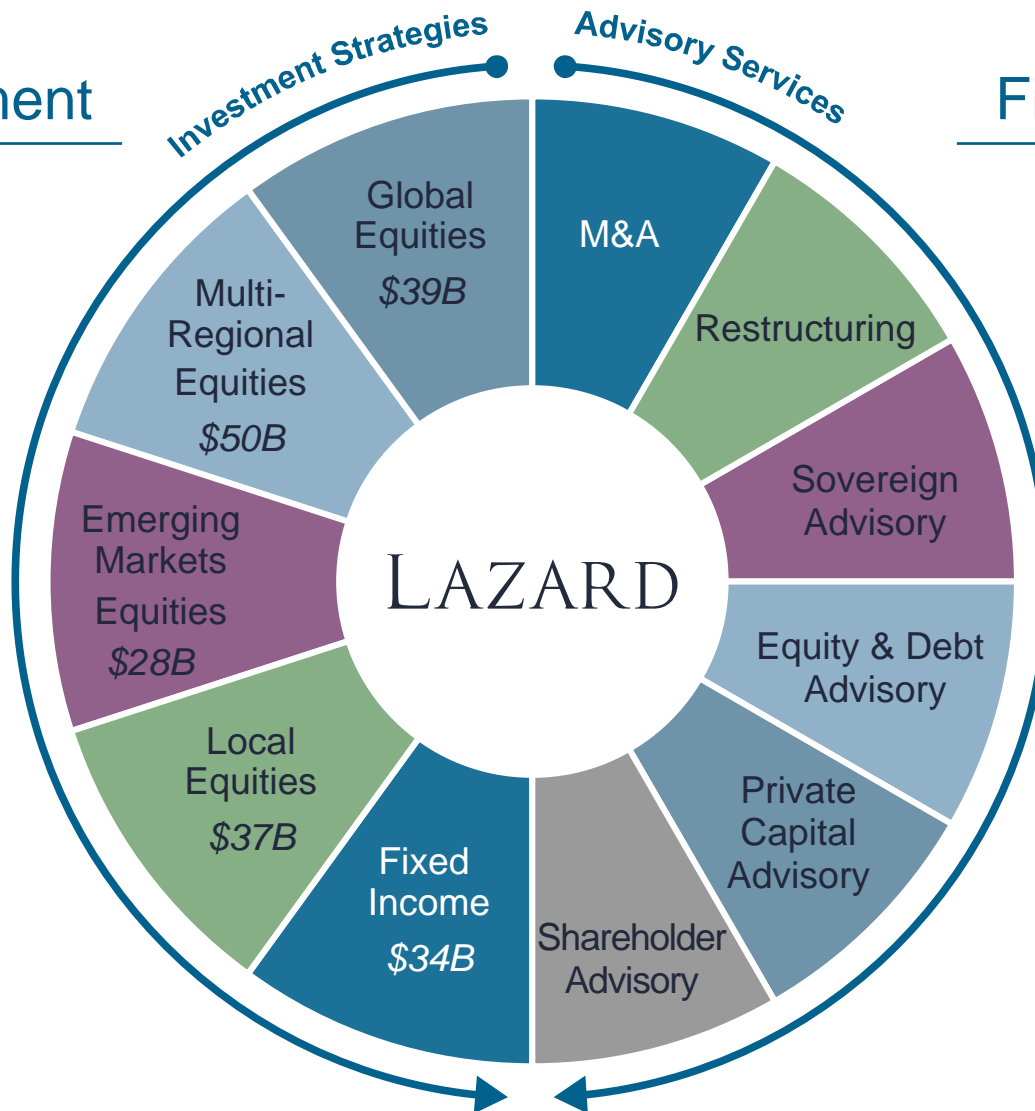 Investment Strategies
Advisory Services
Global
Equities
$39B
Multi-
Regional
Equities
$50B
Emerging
Markets
Equities
$28B
Local
Equities
$37B
Fixed
Income
$34B
M&A
Restructuring
Sovereign
Advisory
Equity & Debt
Advisory
Private
Capital
Advisory
Shareholder
Advisory
LAZARD